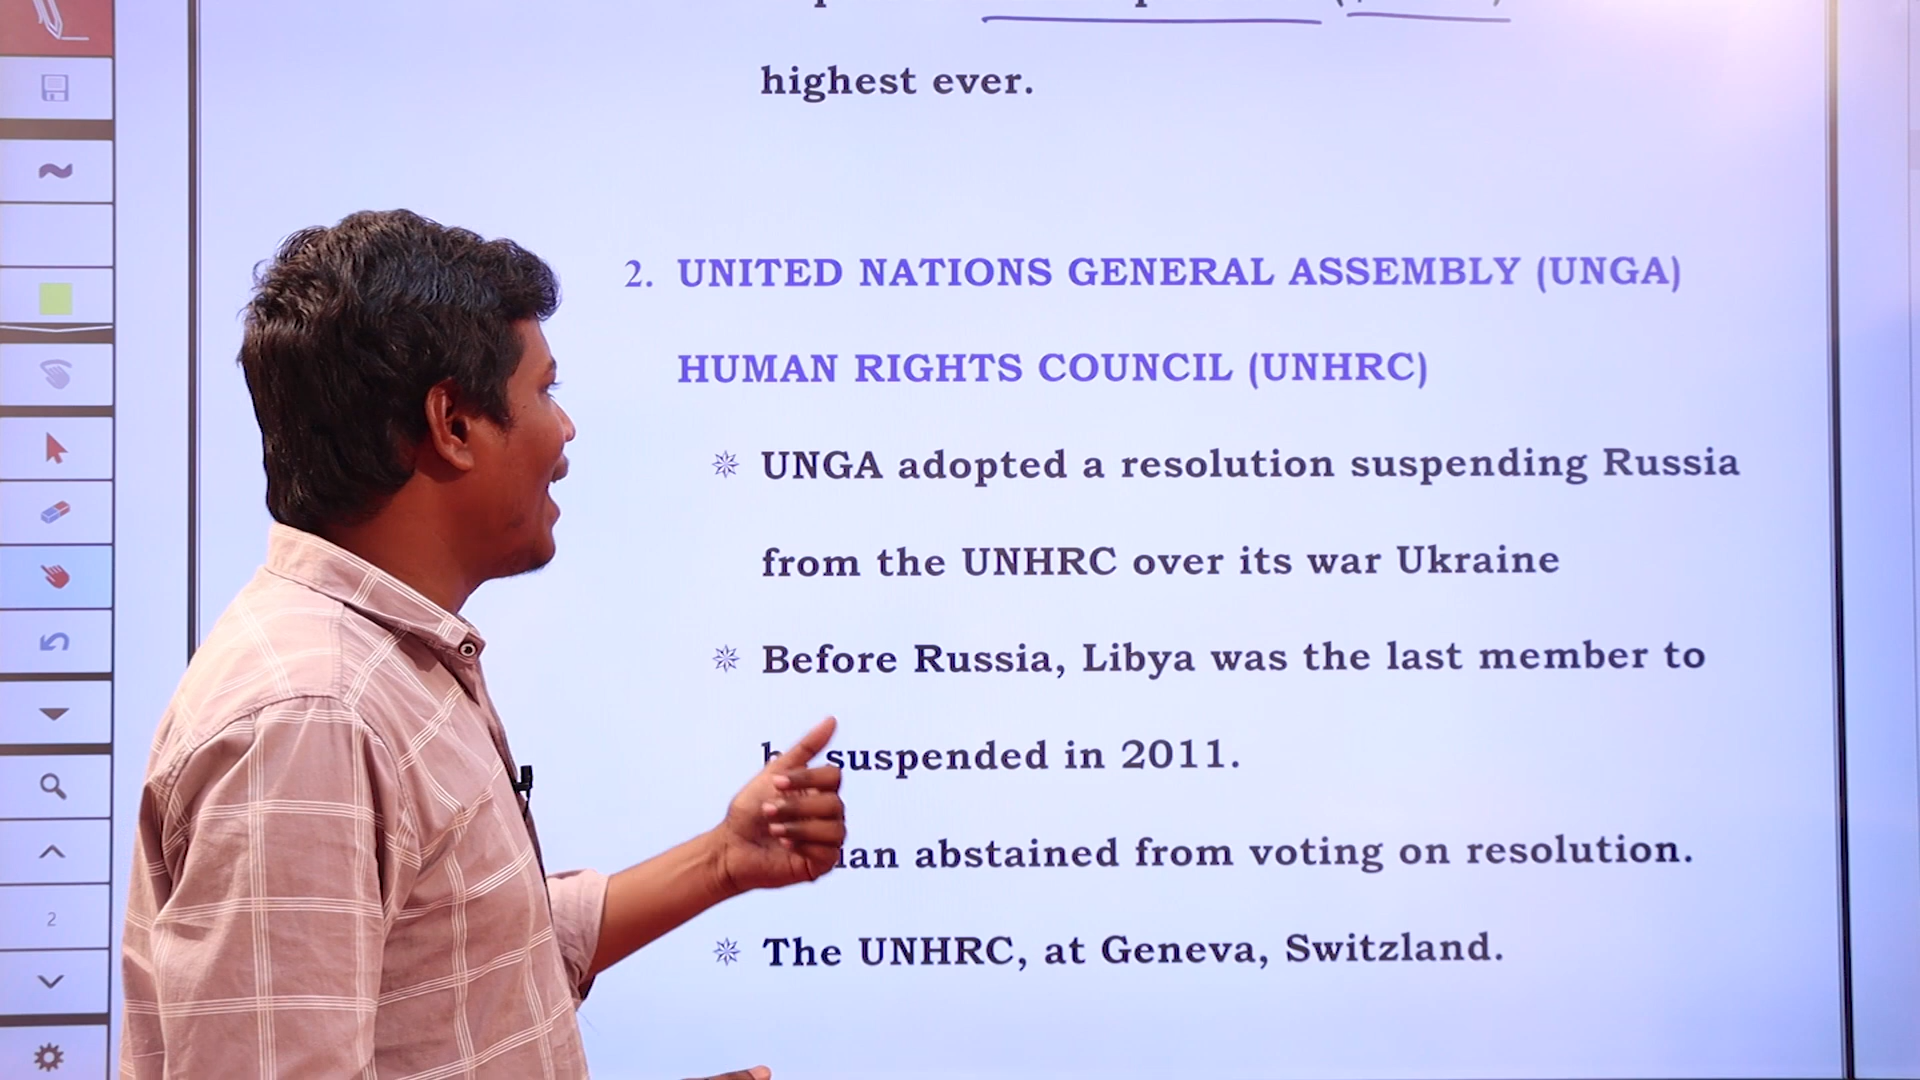 highest ever.
2. UNITED NATIONS GENERAL ASSEMBLY (UNGA)
HUMAN RIGHTS COUNCIL (UNHRC)
UNGA adopted a resolution suspending Russia
from the UNHRC over its war Ukraine
Before Russia, Libya was the last member to
suspended in 2011.
abstained from voting on resolution.
The UNHRC, at Geneva, Switzland.
2